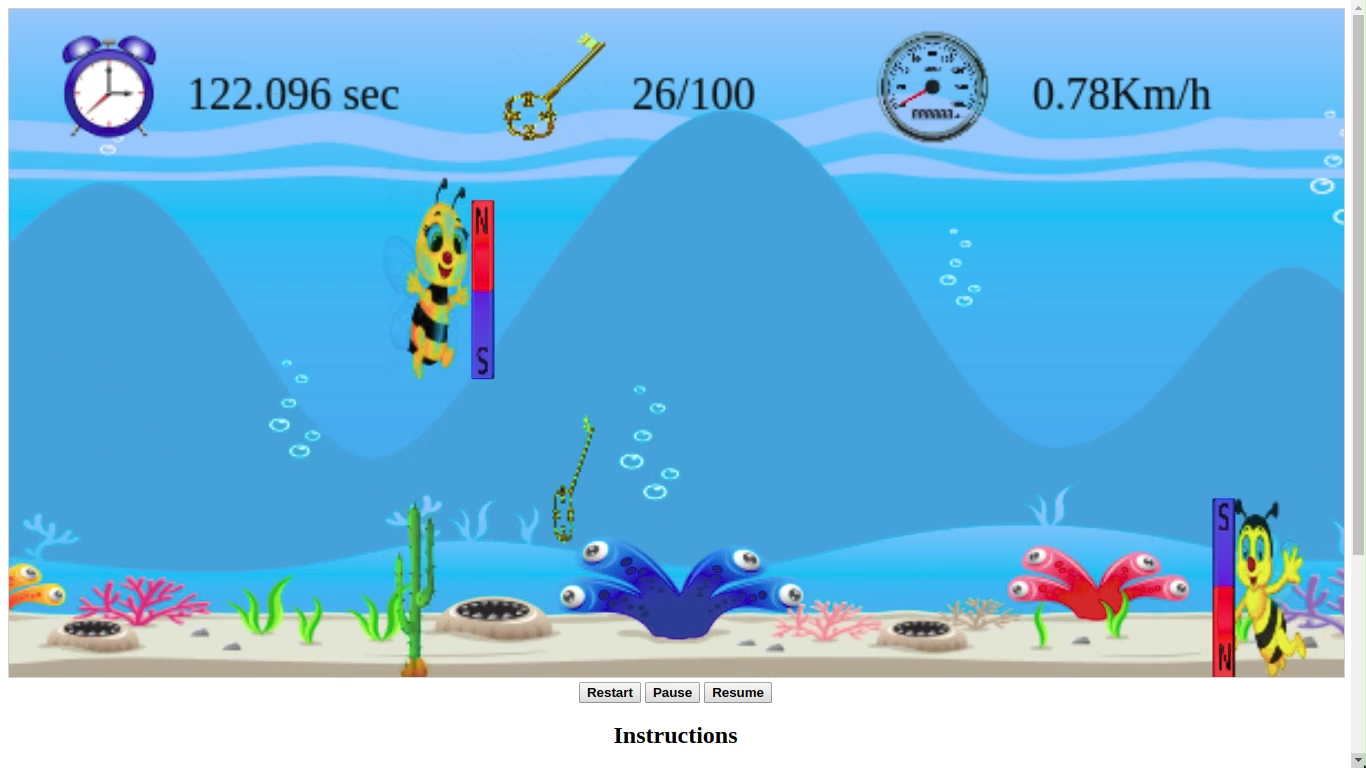 122.096 sec
26/100
0.78Km/h
N
S
S
N
Restart
Pause
Resume
Instructions